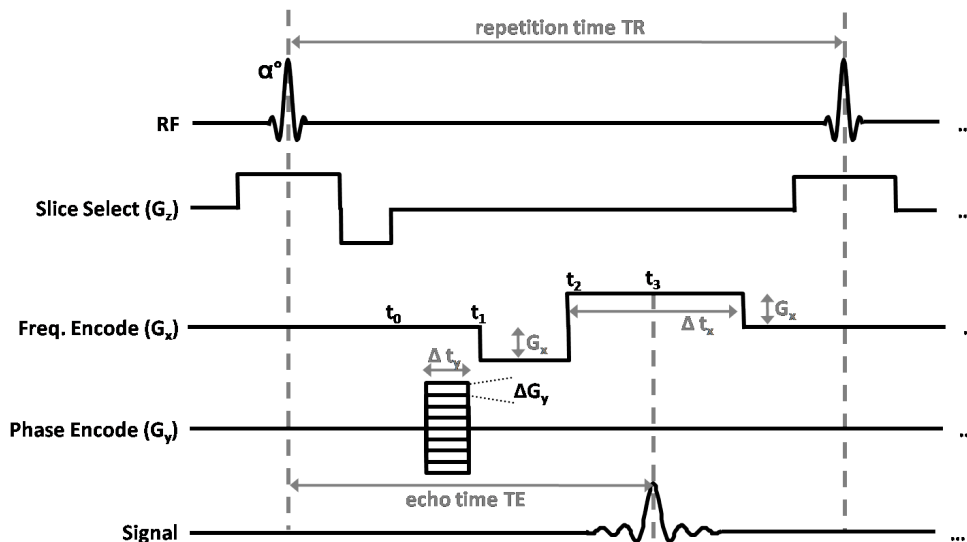 repetition time TR
α°
RF
...
Slice Select (Gz)
...
t0 t1 t2 t3
Freq. Encode (Gx)
Gx Δ tx Gx
..
Δ ty
ΔGy
Phase Encode (Gy)
..
echo time TE
Signal
...